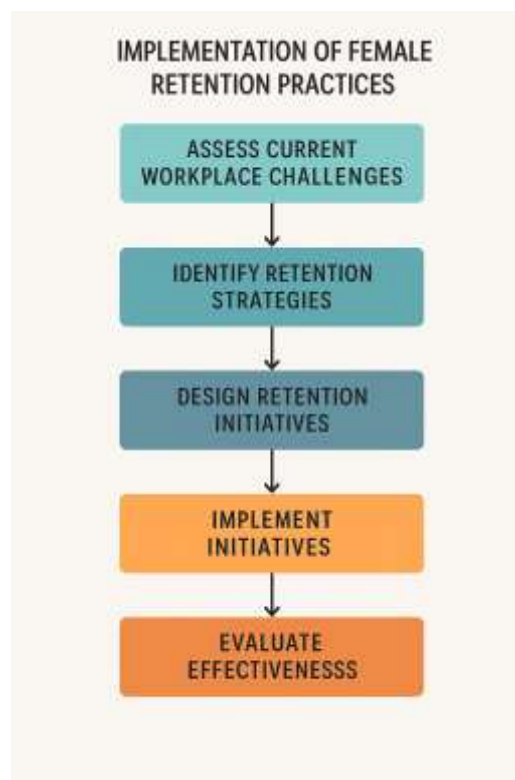 IMPLEMENTATION OF FEMALE
RETENTION PRACTICES
ASSESS CURRENT
WORKPLACE CHALLENGES
IDENTIFY RETENTION
STRATEGIES
DESIGN RETENTION
INITIATIVES
IMPLEMENT
INITIATIVES
EVALUATE
EFFECTIVENESSS